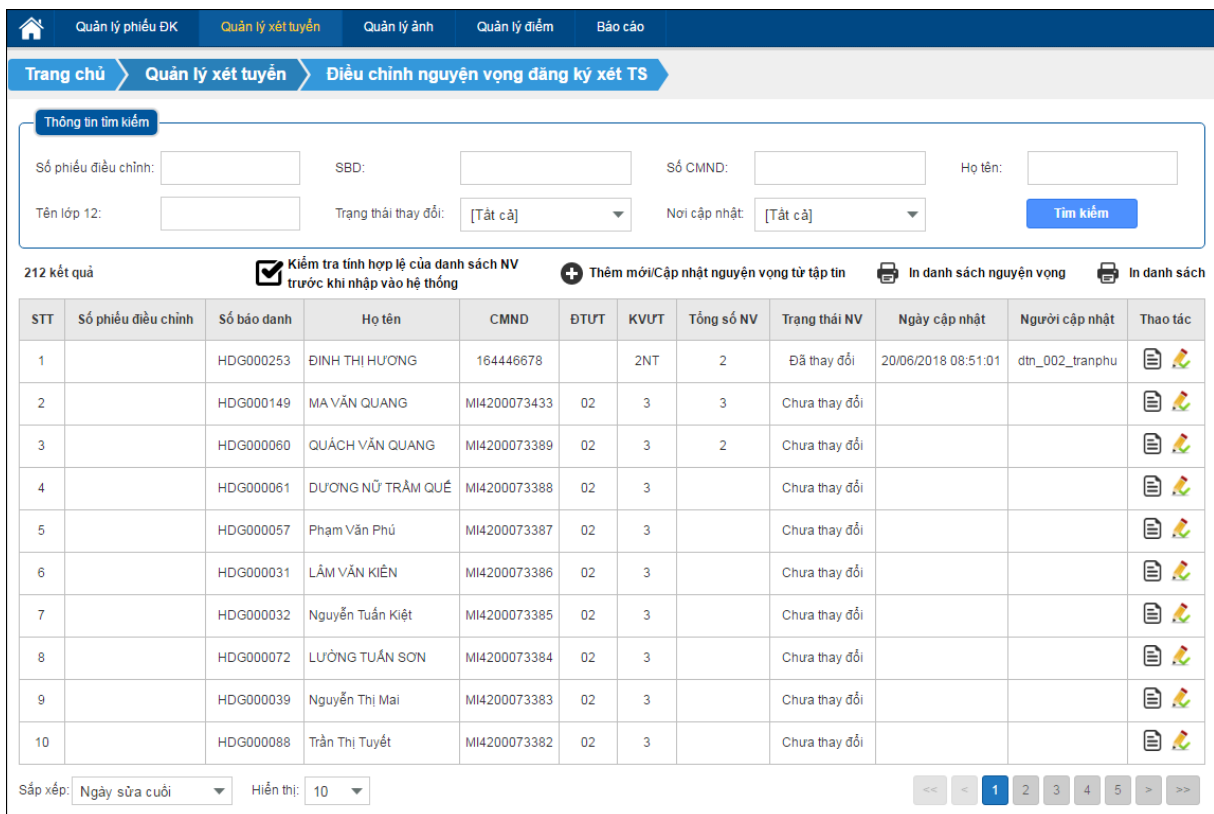 Quản lý phiếu ĐK Quản lý xét tuyển Quản lý ảnh Quản lý điểm Báo cáo
Trang chủ Quản lý xét tuyển Điều chỉnh nguyện vọng đăng ký xét TS
Thông tin tìm kiếm
Số phiếu điều chỉnh: SBD: Số CMND: Họ tên:
Tên lớp 12: Trạng thái thay đổi: [Tất cả] Nơi cập nhật: [Tất cả] Tìm kiếm
212 kết quả Kiểm tra tính hợp lệ của danh sách NV
trước khi nhập vào hệ thống Thêm mới/Cập nhật nguyện vọng từ tập tin In danh sách nguyện vọng In danh sách
STT Số phiếu điều chỉnh Số báo danh Họ tên CMND ĐTƯT KVƯT Tổng số NV Trạng thái NV Ngày cập nhật Người cập nhật Thao tác
1 HDG000253 ĐINH THỊ HƯƠNG 164446678 2NT 2 Đã thay đổi 20/06/2018 08:51:01 dtn_002_tranphu
2 HDG000149 MA VĂN QUANG MI4200073433 02 3 3 Chưa thay đổi
3 HDG000060 QUÁCH VĂN QUANG MI4200073389 02 3 2 Chưa thay đổi
4 HDG000061 DƯƠNG NỮ TRÂM QUẾ MI4200073388 02 3 Chưa thay đổi
5 HDG000057 Phạm Văn Phú MI4200073387 02 3 Chưa thay đổi
6 HDG000031 LÂM VĂN KIÊN MI4200073386 02 3 Chưa thay đổi
7 HDG000032 Nguyễn Tuấn Kiệt MI4200073385 02 3 Chưa thay đổi
8 HDG000072 LƯỜNG TUẤN SƠN MI4200073384 02 3 Chưa thay đổi
9 HDG000039 Nguyễn Thị Mai MI4200073383 02 3 Chưa thay đổi
10 HDG000088 Trần Thị Tuyết MI4200073382 02 3 Chưa thay đổi
Sắp xếp: Ngày sửa cuối Hiển thị: 10 << < 1 2 3 4 5 > >>